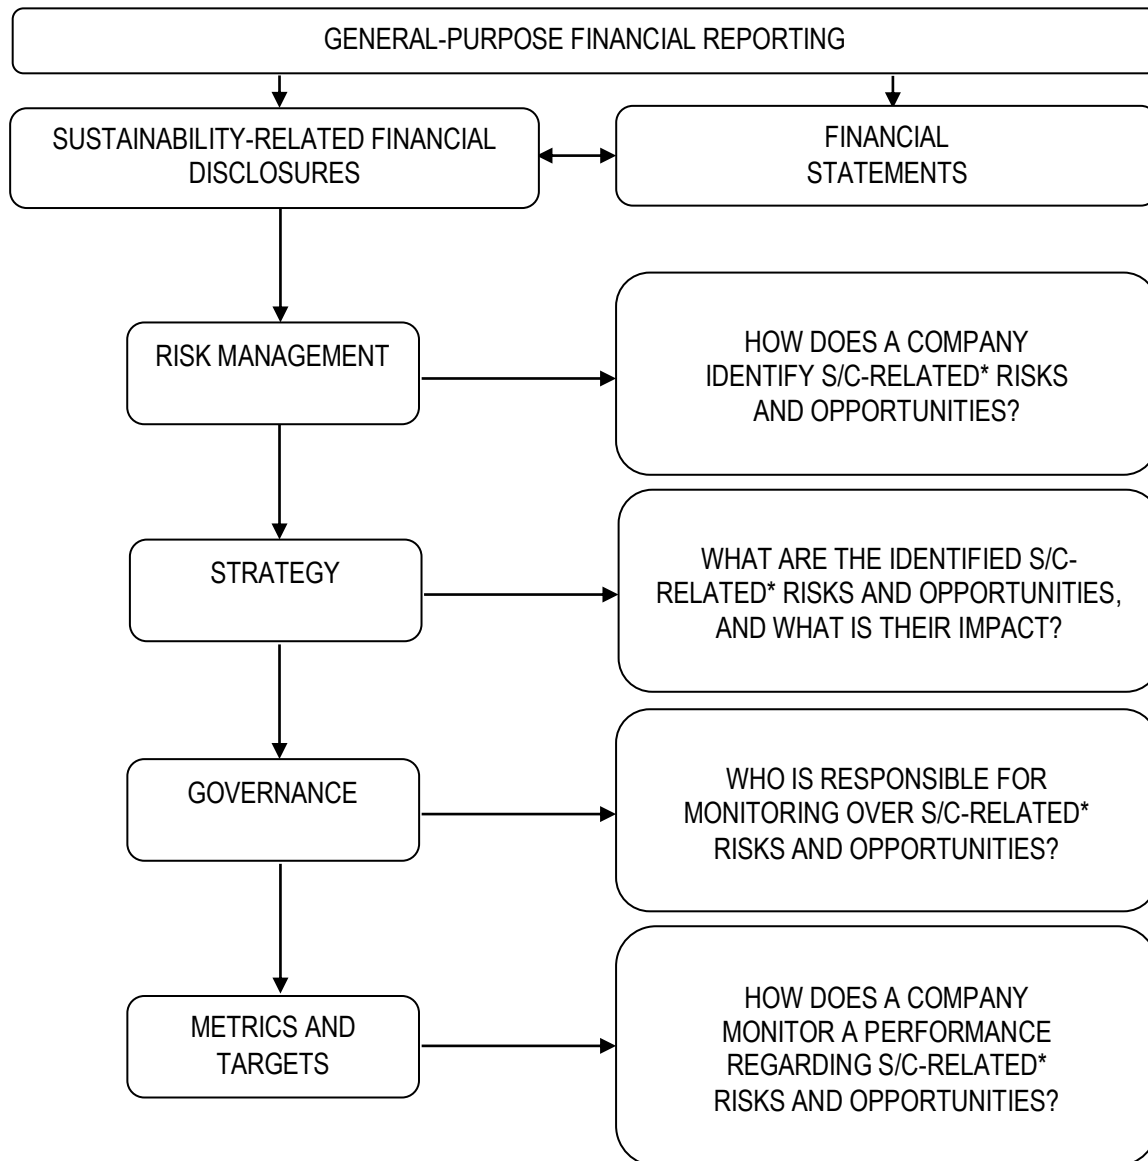 GENERAL-PURPOSE FINANCIAL REPORTING
SUSTAINABILITY-RELATED FINANCIAL
DISCLOSURES
FINANCIAL
STATEMENTS
RISK MANAGEMENT
HOW DOES A COMPANY
IDENTIFY S/C-RELATED* RISKS
AND OPPORTUNITIES?
STRATEGY
WHAT ARE THE IDENTIFIED S/C-
RELATED* RISKS AND OPPORTUNITIES,
AND WHAT IS THEIR IMPACT?
GOVERNANCE
WHO IS RESPONSIBLE FOR
MONITORING OVER S/C-RELATED*
RISKS AND OPPORTUNITIES?
METRICS AND
TARGETS
HOW DOES A COMPANY
MONITOR A PERFORMANCE
REGARDING S/C-RELATED*
RISKS AND OPPORTUNITIES?